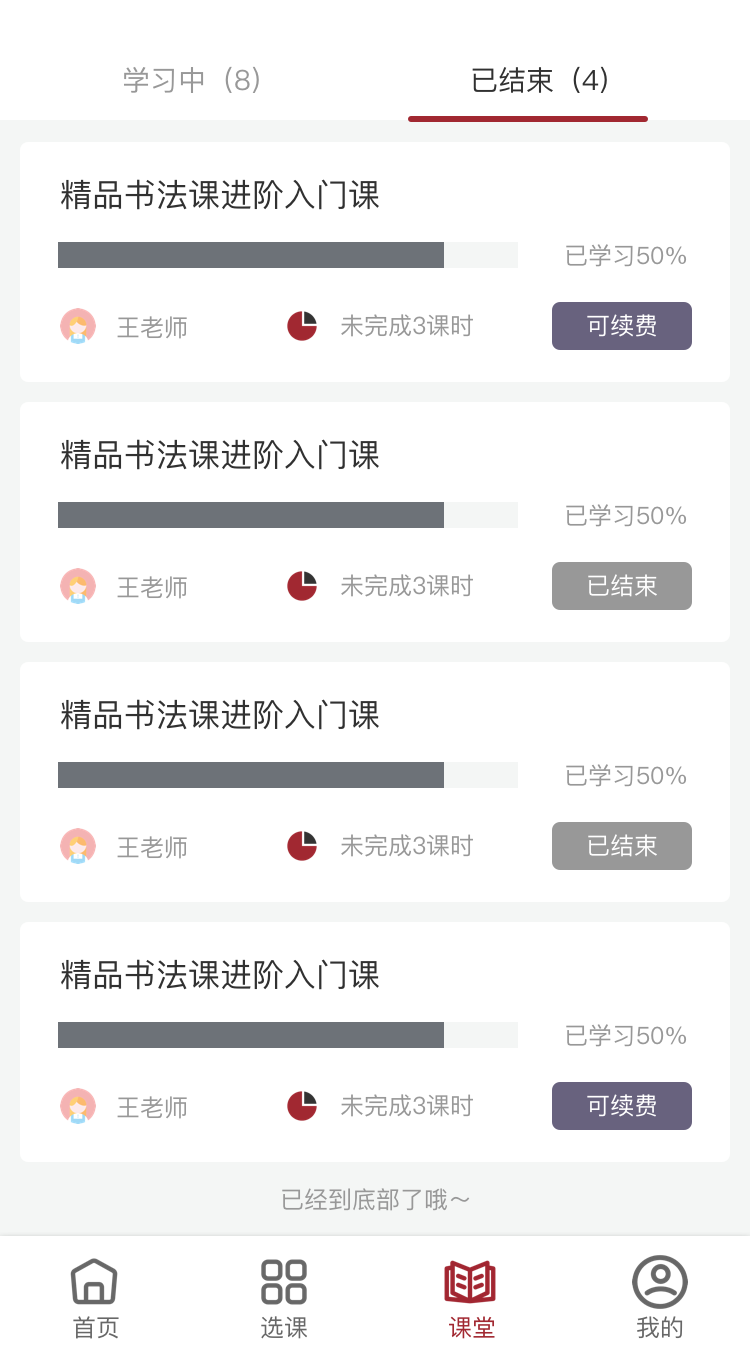 学习中（8）
已结束（4）
精品书法课进阶入门课
已学习50%
王老师
未完成3课时
可续费
精品书法课进阶入门课
已学习50%
王老师
未完成3课时
已结束
精品书法课进阶入门课
已学习50%
王老师
未完成3课时
已结束
精品书法课进阶入门课
已学习50%
王老师
未完成3课时
可续费
已经到底部了哦～
首页
选课
课堂
我的